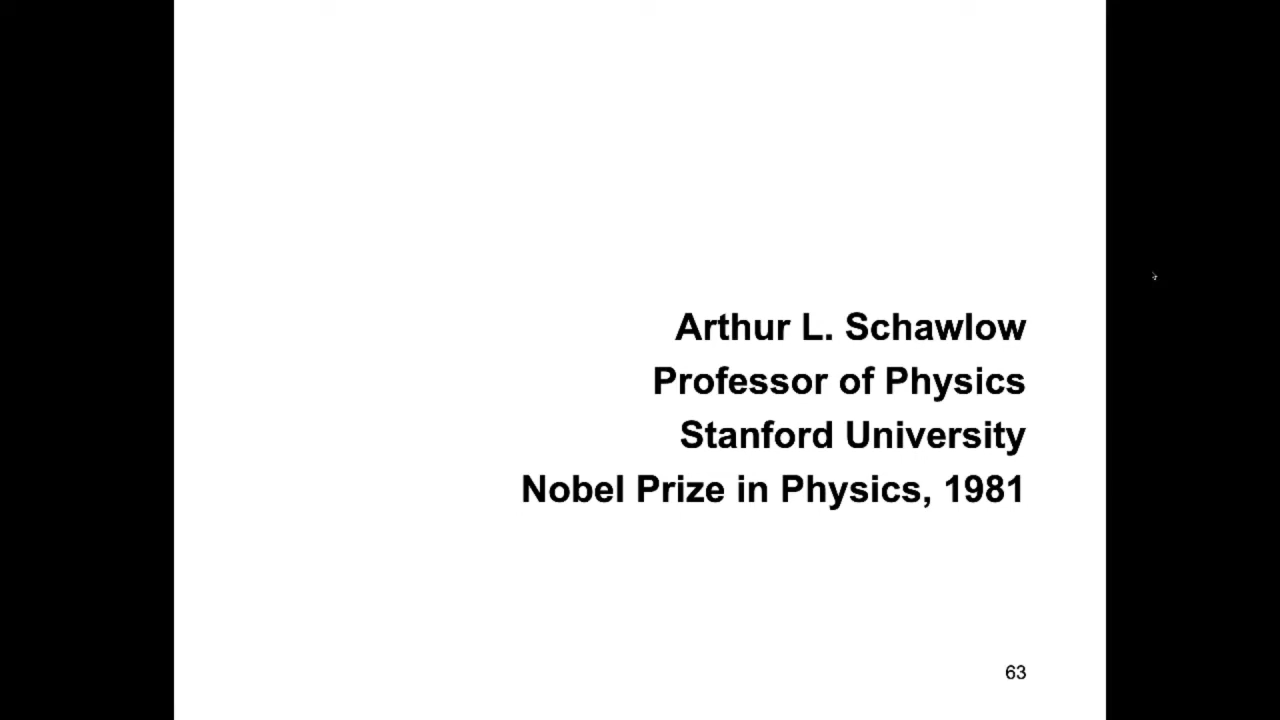 Arthur L. Schawlow
Professor of Physics
Stanford University
Nobel Prize in Physics, 1981
63